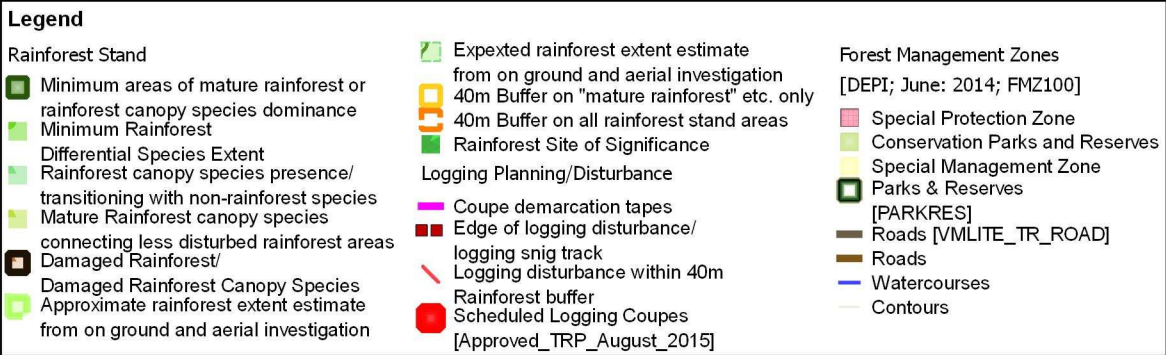 Legend
Rainforest Stand
Minimum areas of mature rainforest or
rainforest canopy species dominance
Minimum Rainforest
Differential Species Extent
Rainforest canopy species presence/
transitioning with non-rainforest species
Mature Rainforest canopy species
connecting less disturbed rainforest areas
Damaged Rainforest/
Damaged Rainforest Canopy Species
Approximate rainforest extent estimate
from on ground and aerial investigation
Expexted rainforest extent estimate
from on ground and aerial investigation
40m Buffer on "mature rainforest" etc. only
40m Buffer on all rainforest stand areas
Rainforest Site of Significance
Logging Planning/Disturbance
Coupe demarcation tapes
Edge of logging disturbance/
logging snig track
Logging disturbance within 40m
Rainforest buffer
Scheduled Logging Coupes
[Approved_TRP_August_2015]
Forest Management Zones
[DEPI; June: 2014; FMZ100]
Special Protection Zone
Conservation Parks and Reserves
Special Management Zone
Parks & Reserves
[PARKRES]
Roads [VMLITE_TR_ROAD]
Roads
Watercourses
Contours